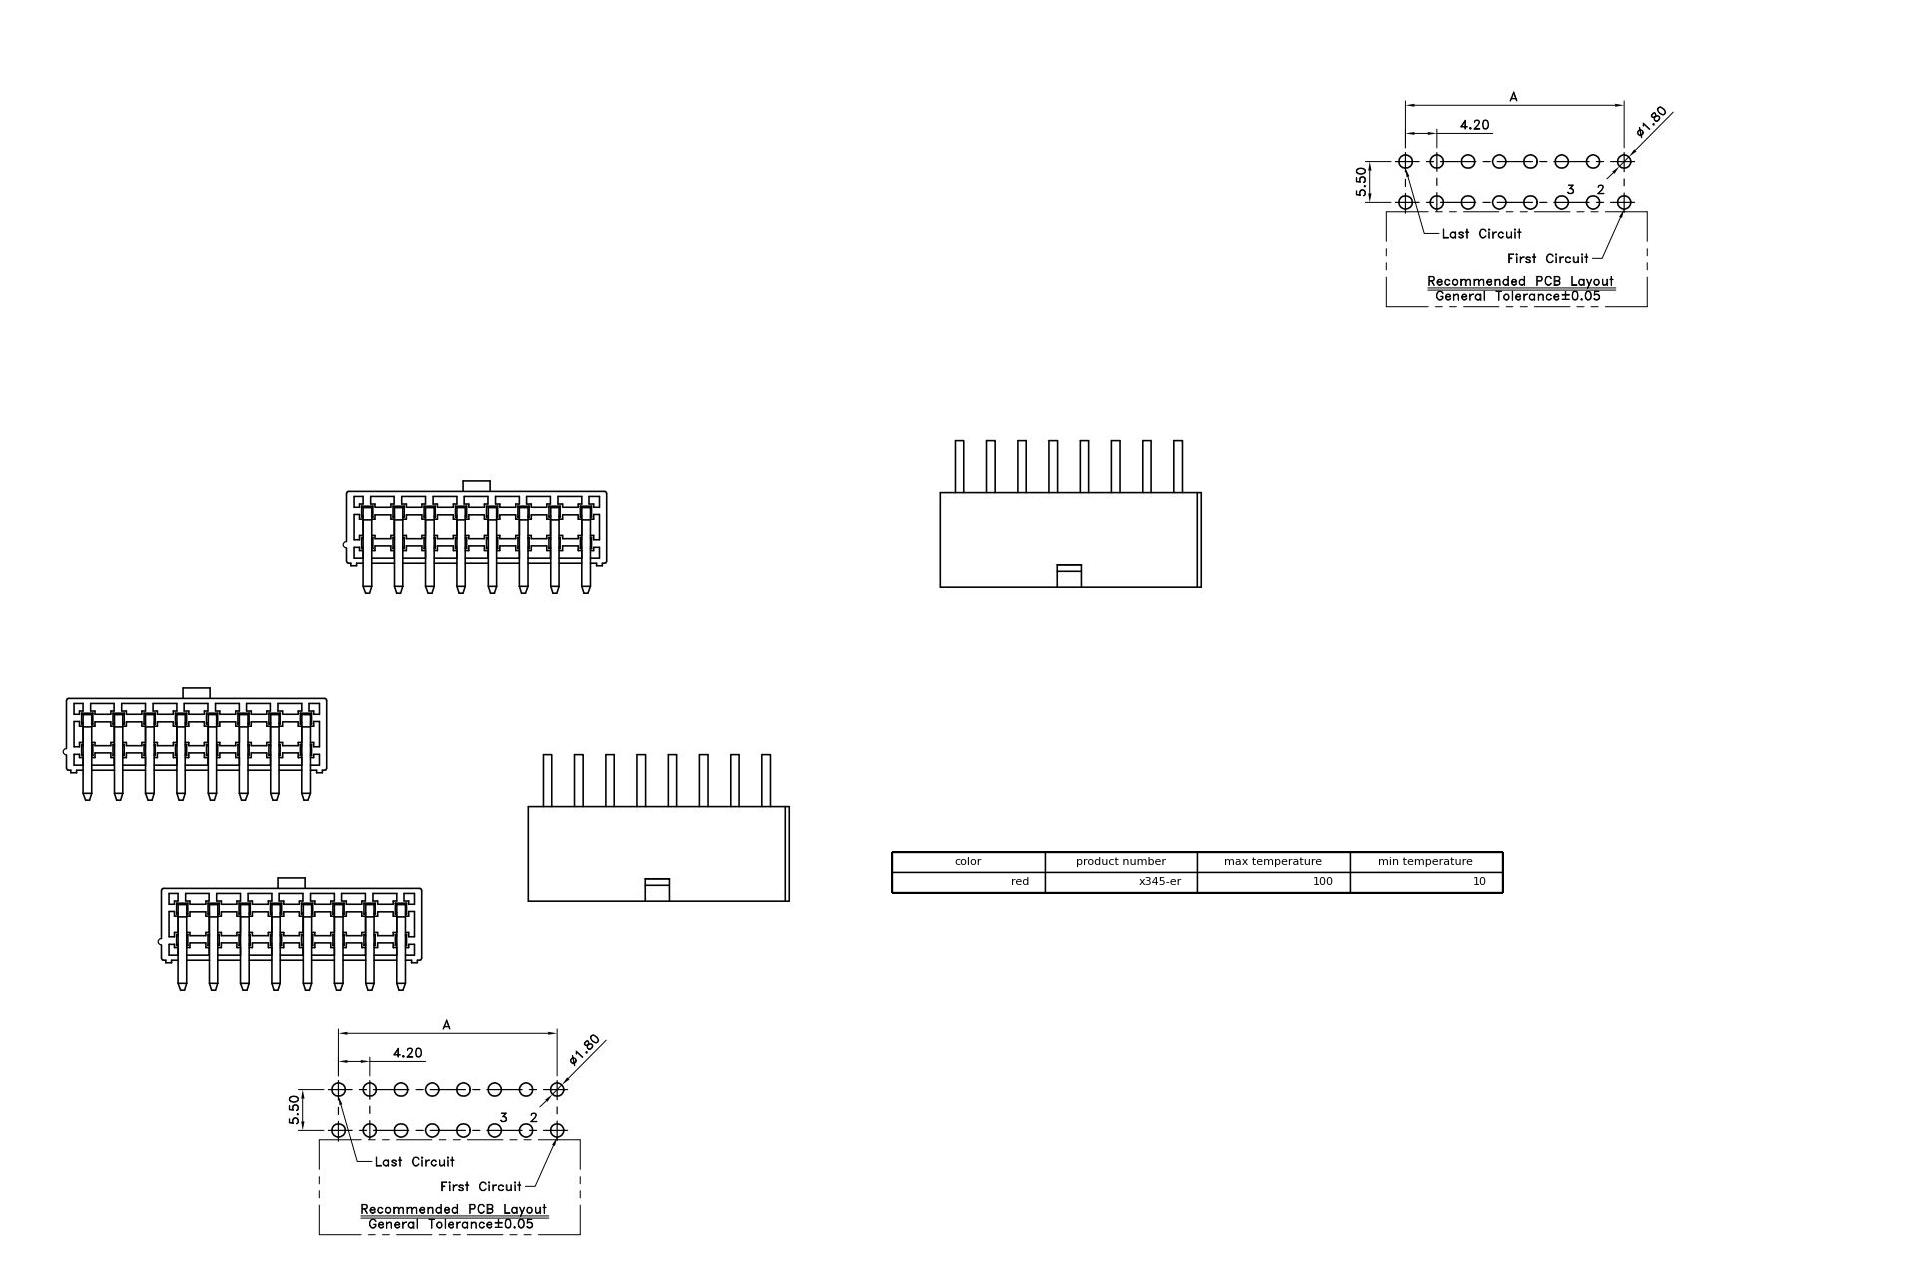 A
4.20
ø1.80
5.50
3 2
Last Circuit
First Circuit
Recommended PCB Layout
General Tolerance±0.05
color product number max temperature min temperature
red x345-er 100 10
A
4.20
ø1.80
5.50
3 2
Last Circuit
First Circuit
Recommended PCB Layout
General Tolerance±0.05